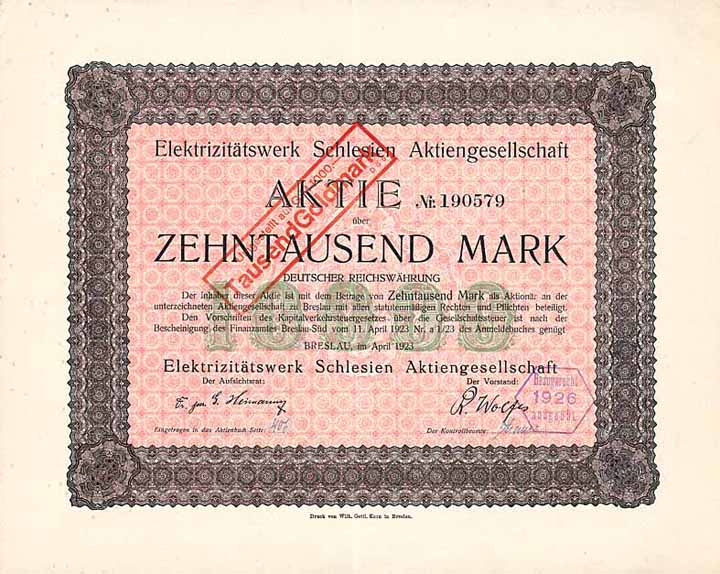 Elektrizitätswerk Schlesien Aktiengesellschaft
AKTIE Nr. 190579
über
ZEHNTAUSEND MARK
DEUTSCHER REICHSWÄHRUNG
10000
Der Inhaber dieser Aktie ist mit dem Betrage von Zehntausend Mark als Aktionär an der
unterzeichneten Aktiengesellschaft zu Breslau mit allen statutenmäßigen Rechten und Pflichten beteiligt.
Den Vorschriften des Kapitalverkehrsteuergesetzes über die Gesellschaftssteuer ist nach der
Bescheinigung des Finanzamtes Breslau-Süd vom 11. April 1923 Nr. a 1/23 des Anmeldebuches genügt
BRESLAU, im April 1923
Elektrizitätswerk Schlesien Aktiengesellschaft
Der Aufsichtsrat: Der Vorstand:
Eingetragen in das Aktienbuch Seite: Der Kontrollbeamte:
Tausend Goldmark
Bezugsrecht
1926
ausgeübt
Druck von Wilh. Gottl. Korn in Breslau.